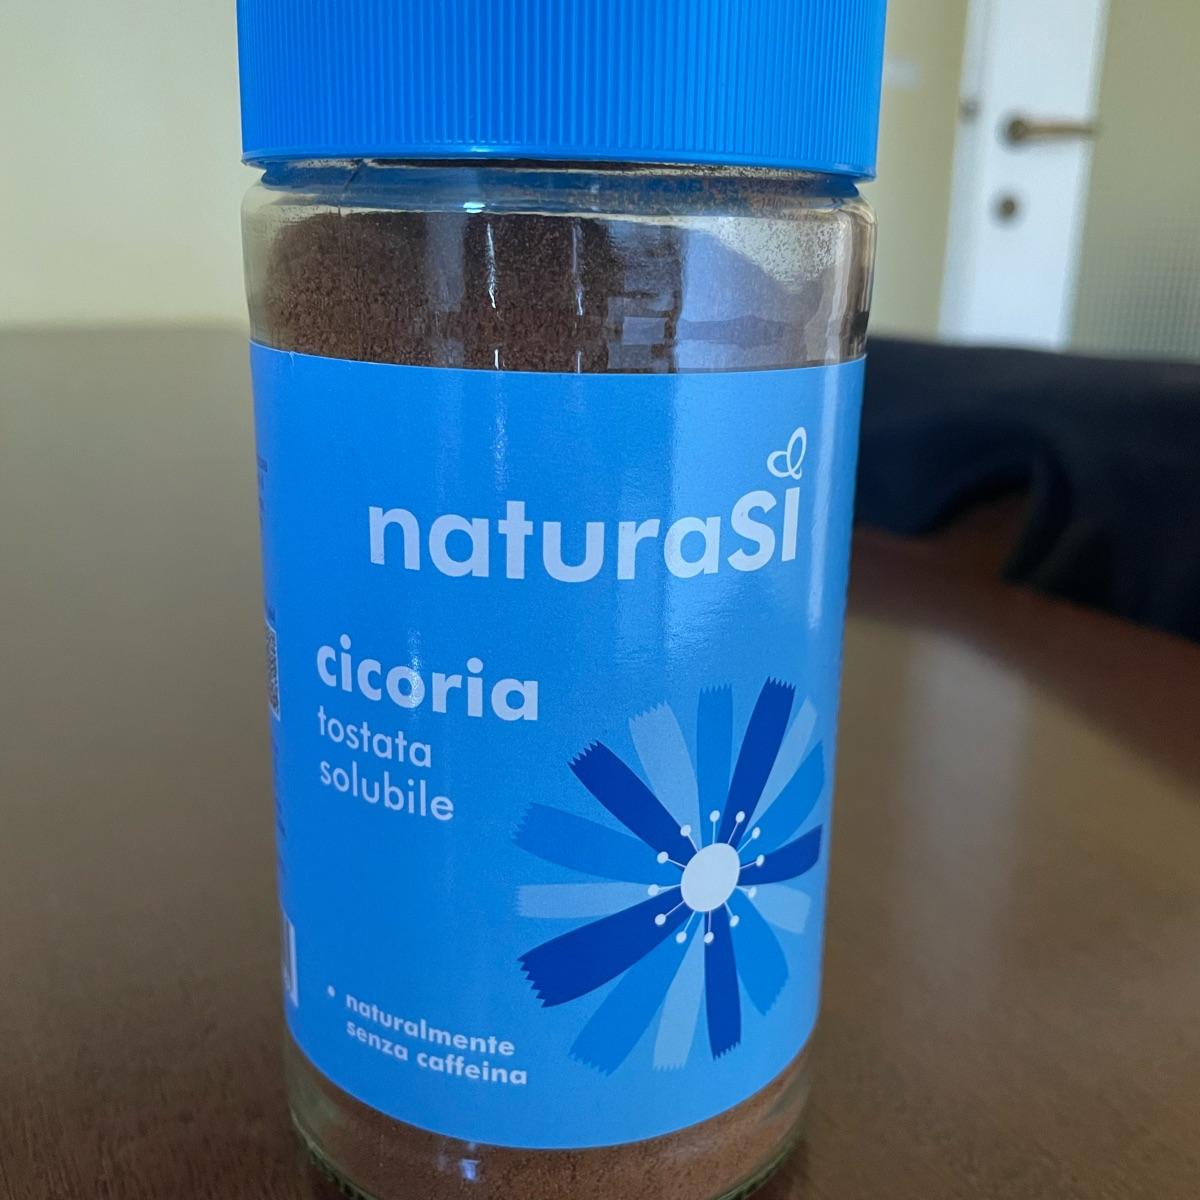 naturaSì
cicoria
tostata
solubile
• naturalmente
senza caffeina